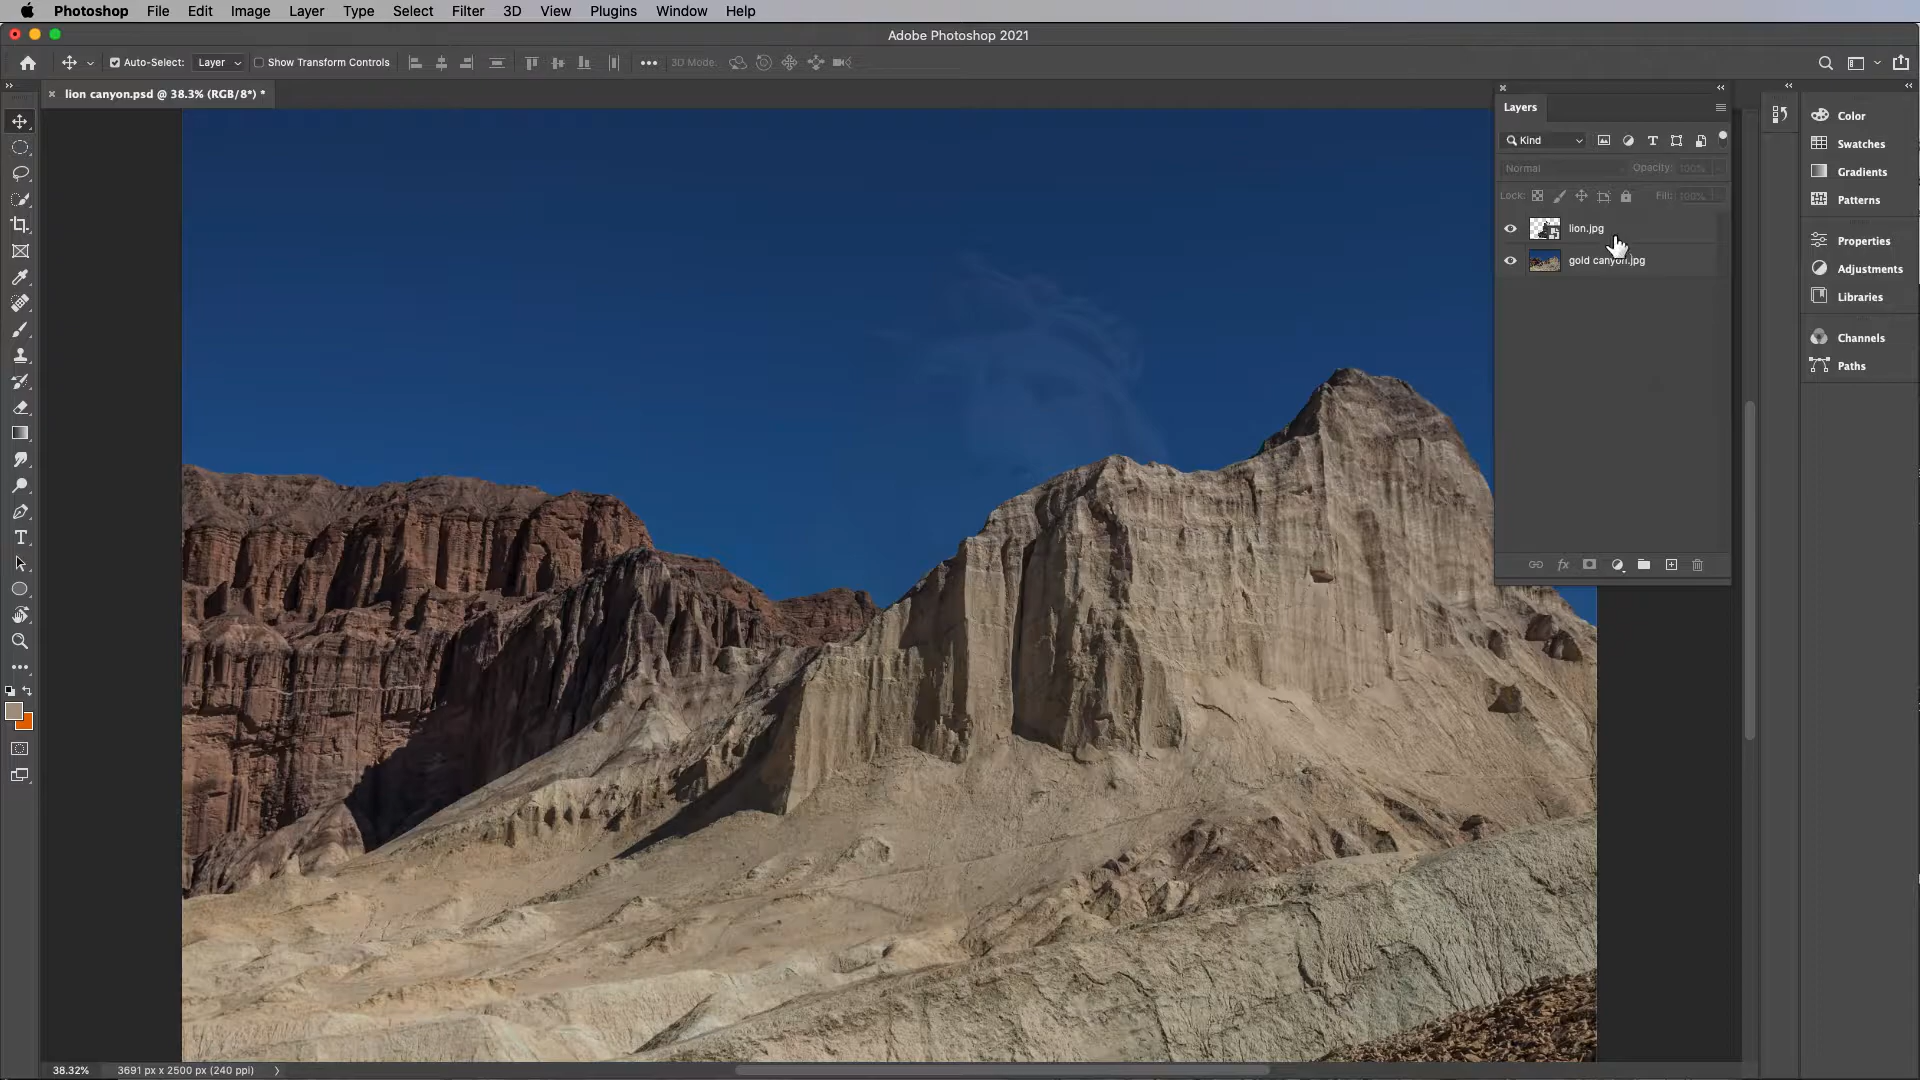 Photoshop File Edit Image Layer Type Select Filter 3D View Plugins Window Help
Adobe Photoshop 2021
Auto-Select: Layer Show Transform Controls 3D Mode:
lion canyon.psd @ 38.3% (RGB/8*) *
Layers
Kind
Normal Opacity: 100%
Lock: Fill: 100%
lion.jpg
gold canyon.jpg
Color
Swatches
Gradients
Patterns
Properties
Adjustments
Libraries
Channels
Paths
38.32% 3691 px x 2500 px (240 ppi)